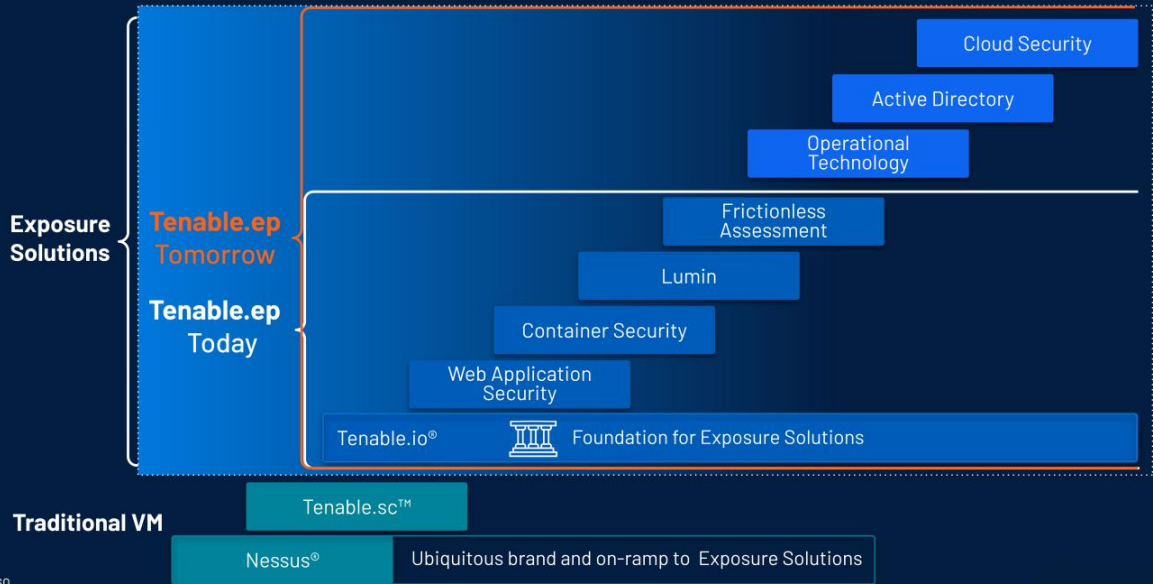 Cloud Security
Active Directory
Operational
Technology
Exposure
Solutions
Tenable.ep
Tomorrow
Tenable.ep
Today
Frictionless
Assessment
Lumin
Container Security
Web Application
Security
Tenable.io®
Foundation for Exposure Solutions
Traditional VM
Tenable.sc™
Nessus®
Ubiquitous brand and on-ramp to Exposure Solutions